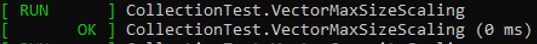 [ RUN      ] CollectionTest.VectorMaxSizeScaling
[       OK ] CollectionTest.VectorMaxSizeScaling (0 ms)